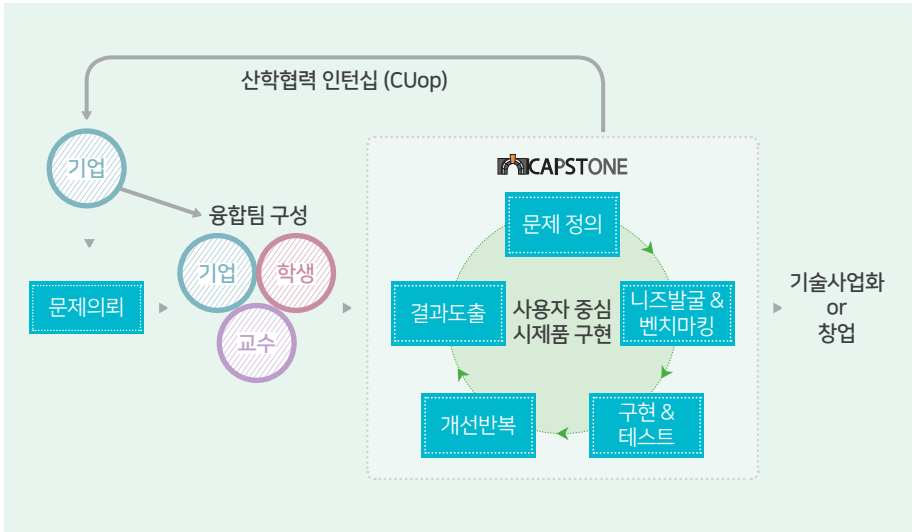 산학협력 인턴십 (CUop)
기업
융합팀 구성
기업
학생
교수
문제의뢰
CAPSTONE
문제 정의
니즈발굴 &
벤치마킹
구현 &
테스트
개선반복
결과도출
사용자 중심
시제품 구현
기술사업화
or
창업